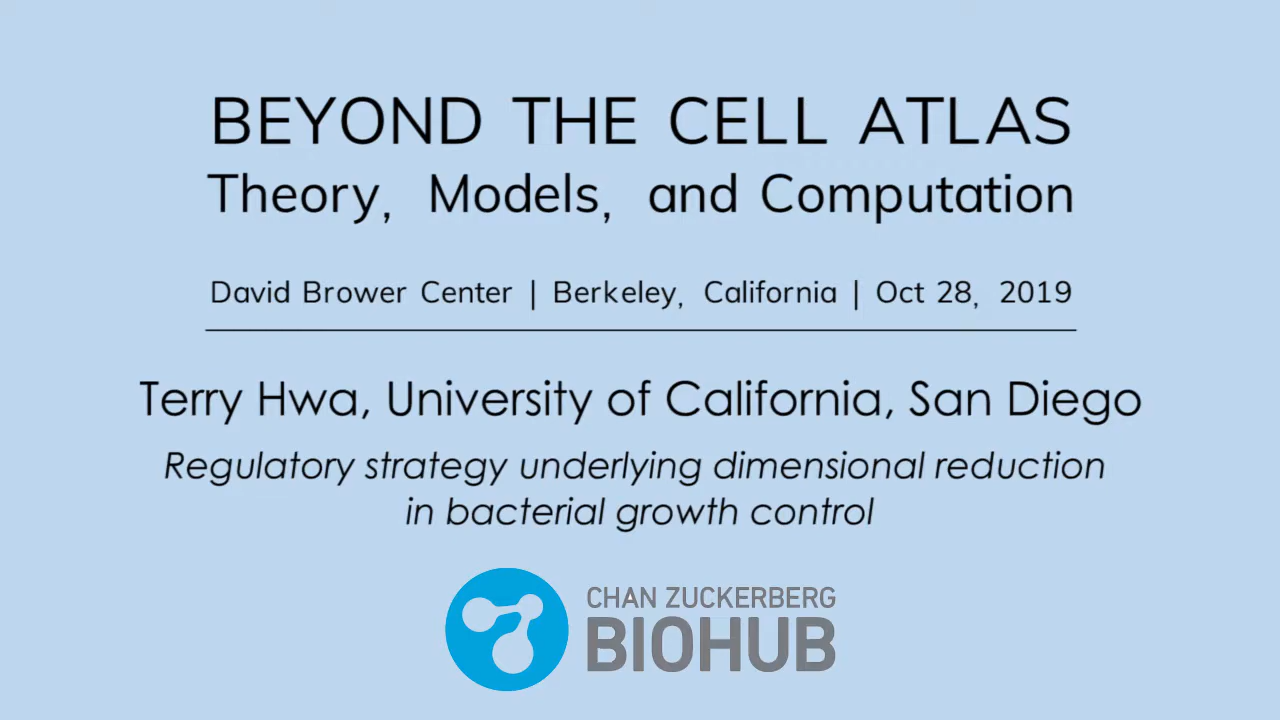 BEYOND THE CELL ATLAS
Theory, Models, and Computation
David Brower Center | Berkeley, California | Oct 28, 2019
Terry Hwa, University of California, San Diego
Regulatory strategy underlying dimensional reduction
in bacterial growth control
CHAN ZUCKERBERG
BIOHUB